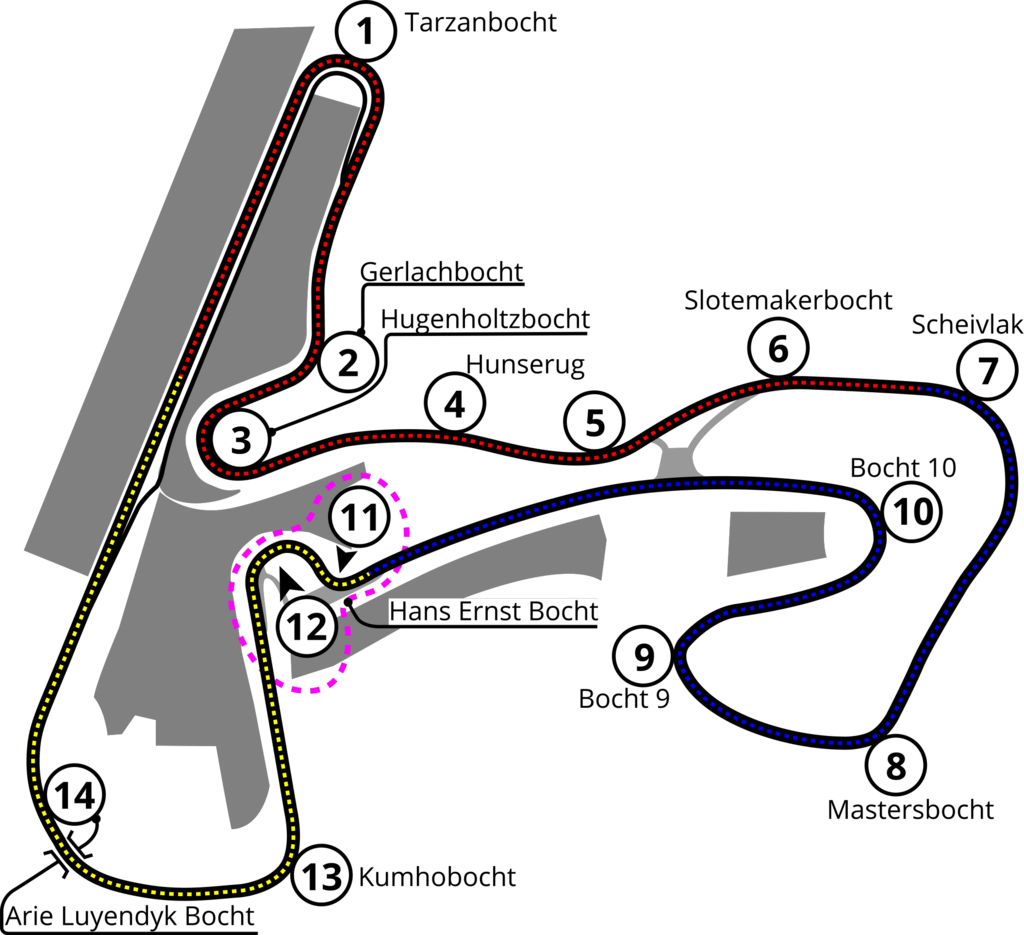 1
Tarzanbocht
Gerlachbocht
2
Hugenholtzbocht
3
Hunserug
4
5
Slotemakerbocht
6
Scheivlak
7
Bocht 10
10
11
12
Hans Ernst Bocht
9
Bocht 9
8
Mastersbocht
14
13
Kumhobocht
Arie Luyendyk Bocht